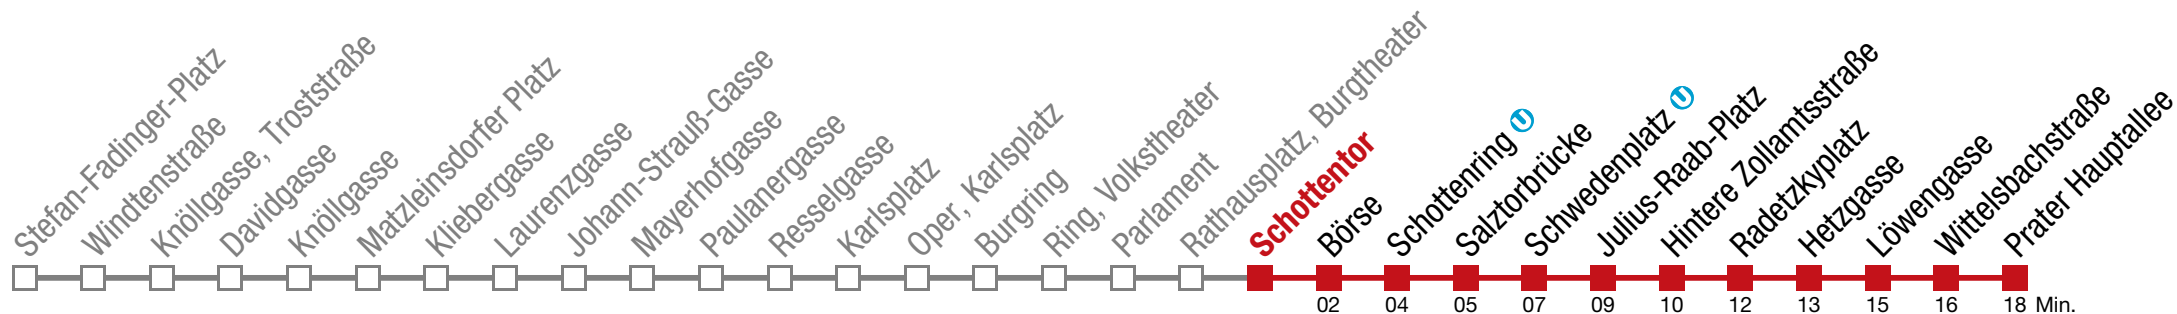 Stefan-Fadinger-Platz
Windtenstraße
Knöllgasse, Troststraße
Davidgasse
Knöllgasse
Matzleinsdorfer Platz
Kliebergasse
Laurenzgasse
Johann-Strauß-Gasse
Mayerhofgasse
Paulanergasse
Resselgasse
Karlsplatz
Oper, Karlsplatz
Burgring
Ring, Volkstheater
Parlament
Rathausplatz, Burgtheater
Schottentor
Börse
Schottenring U
Salztorbrücke
Schwedenplatz U
Julius-Raab-Platz
Hintere Zollamtsstraße
Radetzkyplatz
Hetzgasse
Löwengasse
Wittelsbachstraße
Prater Hauptallee
02 04 05 07 09 10 12 13 15 16 18 Min.